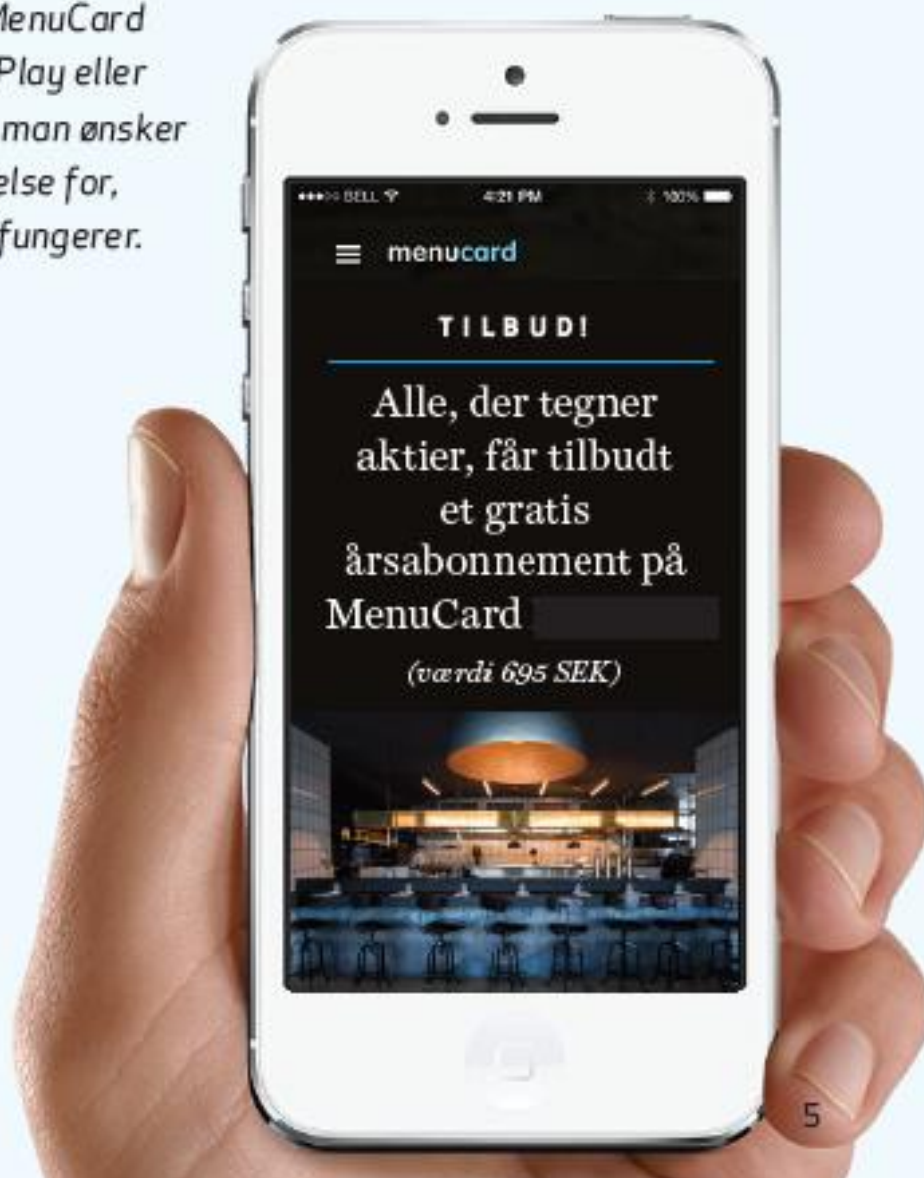 MenuCard
Play eller
man ønsker
else for,
fungerer.
BELL 4:21 PM 100%
menucard
TILBUD!
Alle, der tegner
aktier, får tilbudt
et gratis
årsabonnement på
MenuCard
(værdi 695 SEK)
5